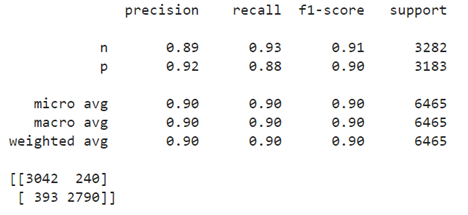 precision recall f1-score support
n 0.89 0.93 0.91 3282
p 0.92 0.88 0.90 3183
micro avg 0.90 0.90 0.90 6465
macro avg 0.90 0.90 0.90 6465
weighted avg 0.90 0.90 0.90 6465
[[3042 240]
[ 393 2790]]